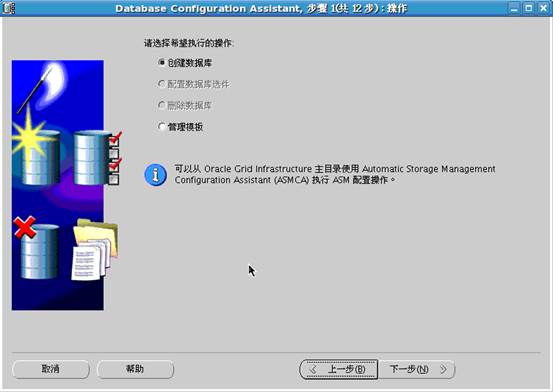 Database Configuration Assistant, 步骤 1(共 12 步) : 操作
请选择希望执行的操作:
创建数据库
配置数据库选件
删除数据库
管理模板
可以从 Oracle Grid Infrastructure 主目录使用 Automatic Storage Management
Configuration Assistant (ASMCA) 执行 ASM 配置操作。
取消
帮助
上一步(B)
下一步(N)